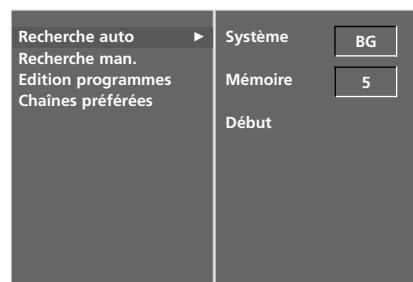 Recherche auto ►
Recherche man.
Edition programmes
Chaînes préférées
Système BG
Mémoire 5
Début